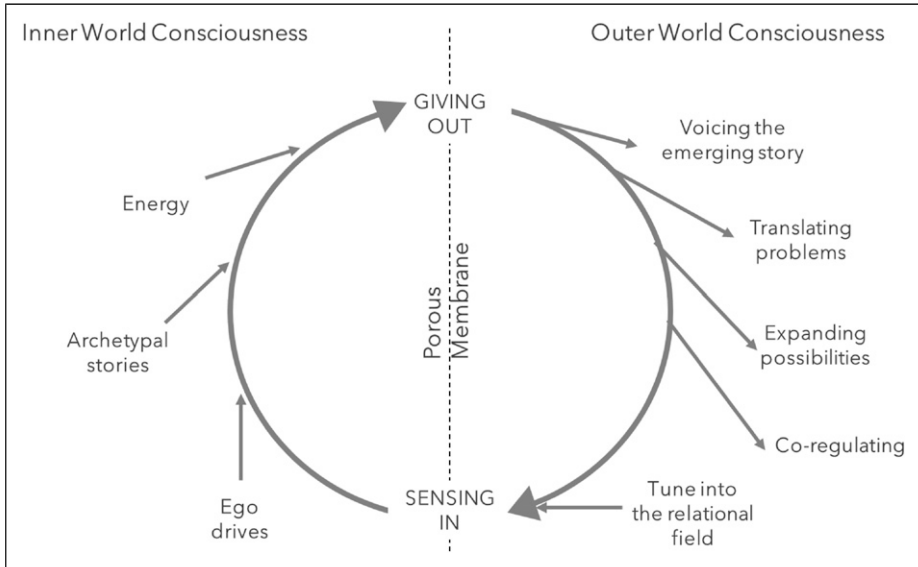 Inner World Consciousness
Outer World Consciousness
GIVING
OUT
Voicing the
emerging story
Energy
Translating
problems
Porous
Membrane
Archetypal
stories
Expanding
possibilities
Co-regulating
Ego
drives
SENSING
IN
Tune into
the relational
field